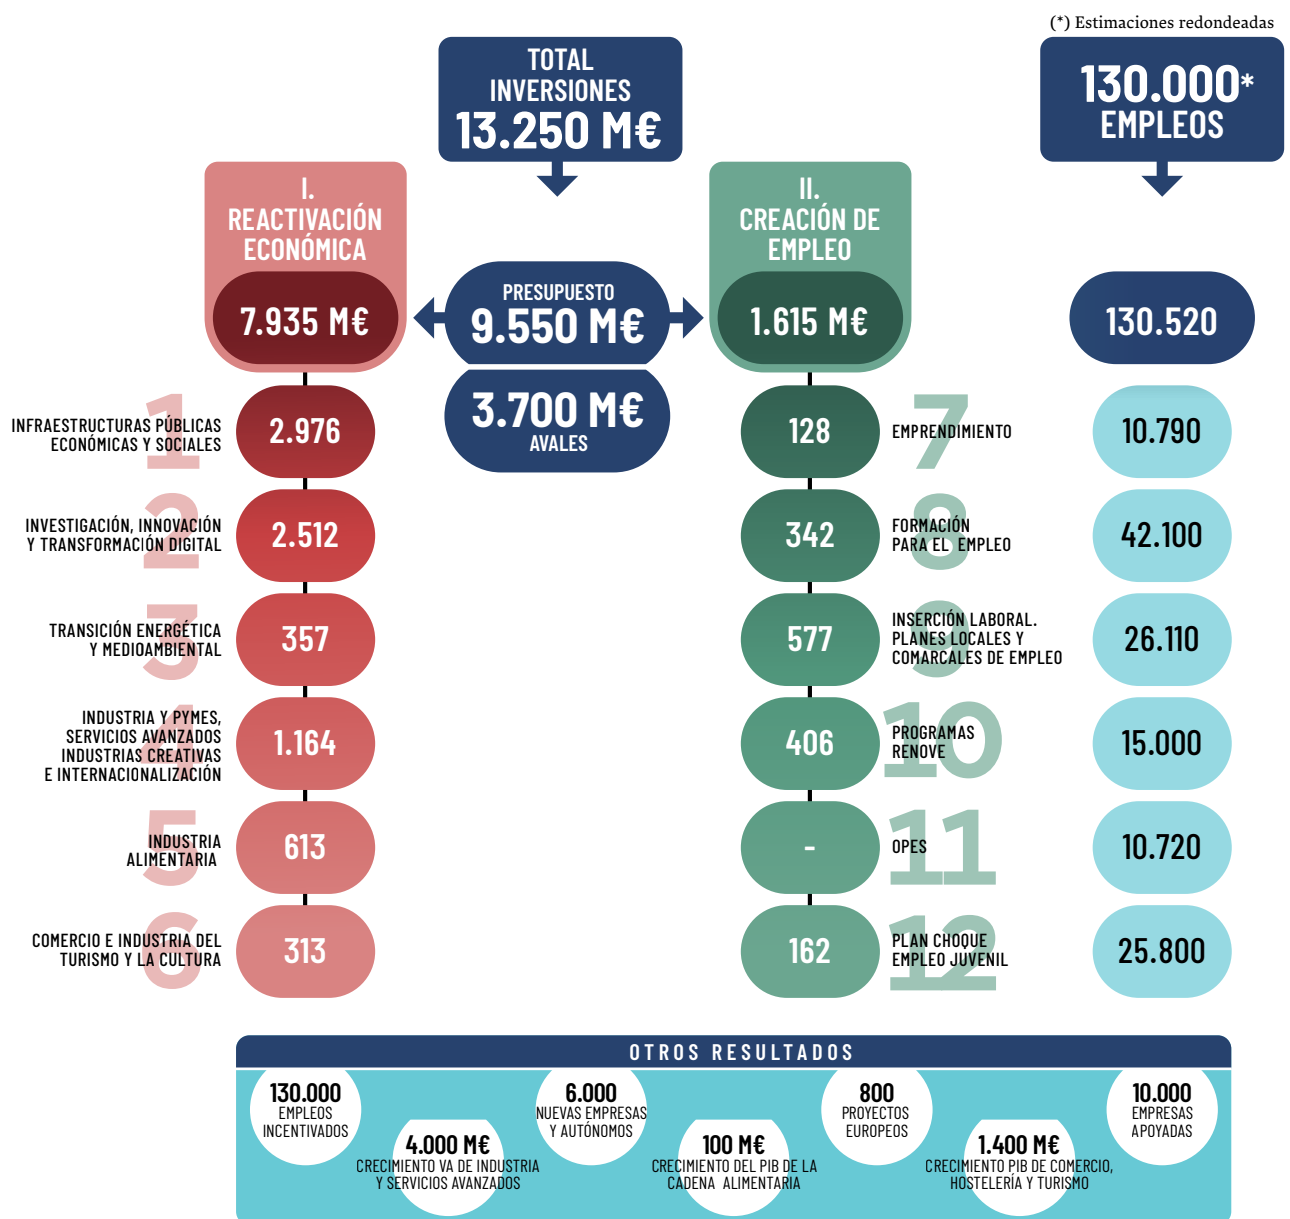 (*) Estimaciones redondeadas
TOTAL
INVERSIONES
13.250 M€
130.000*
EMPLEOS
I.
REACTIVACIÓN
ECONÓMICA
7.935 M€
PRESUPUESTO
9.550 M€
3.700 M€
AVALES
II.
CREACIÓN DE
EMPLEO
1.615 M€
130.520
1
INFRAESTRUCTURAS PÚBLICAS
ECONÓMICAS Y SOCIALES
2.976
2
INVESTIGACIÓN, INNOVACIÓN
Y TRANSFORMACIÓN DIGITAL
2.512
3
TRANSICIÓN ENERGÉTICA
Y MEDIOAMBIENTAL
357
4
INDUSTRIA Y PYMES,
SERVICIOS AVANZADOS
INDUSTRIAS CREATIVAS
E INTERNACIONALIZACIÓN
1.164
5
INDUSTRIA
ALIMENTARIA
613
6
COMERCIO E INDUSTRIA DEL
TURISMO Y LA CULTURA
313
128
7
EMPRENDIMIENTO
10.790
342
8
FORMACIÓN
PARA EL EMPLEO
42.100
577
9
INSERCIÓN LABORAL.
PLANES LOCALES Y
COMARCALES DE EMPLEO
26.110
406
10
PROGRAMAS
RENOVE
15.000
-
11
OPES
10.720
162
12
PLAN CHOQUE
EMPLEO JUVENIL
25.800
OTROS RESULTADOS
130.000
EMPLEOS
INCENTIVADOS
4.000 M€
CRECIMIENTO VA DE INDUSTRIA
Y SERVICIOS AVANZADOS
6.000
NUEVAS EMPRESAS
Y AUTÓNOMOS
100 M€
CRECIMIENTO DEL PIB DE LA
CADENA ALIMENTARIA
800
PROYECTOS
EUROPEOS
1.400 M€
CRECIMIENTO PIB DE COMERCIO,
HOSTELERÍA Y TURISMO
10.000
EMPRESAS
APOYADAS